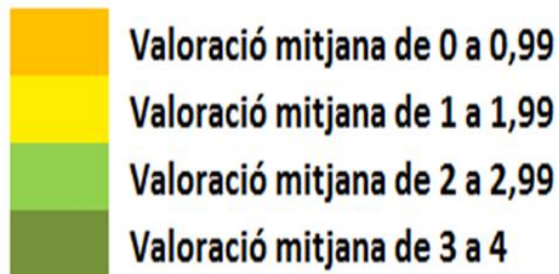 Valoració mitjana de 0 a 0,99
Valoració mitjana de 1 a 1,99
Valoració mitjana de 2 a 2,99
Valoració mitjana de 3 a 4